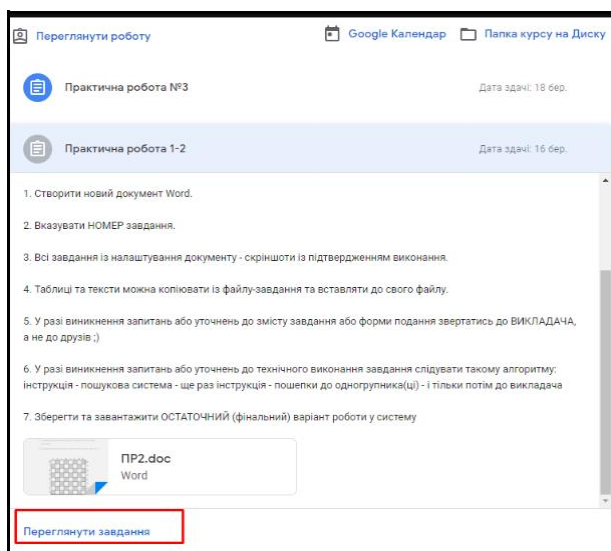 Переглянути роботу
Google Календар
Папка курсу на Диску
Практична робота №3
Дата здачі: 18 бер.
Практична робота 1-2
Дата здачі: 16 бер.
1. Створити новий документ Word.
2. Вказувати НОМЕР завдання.
3. Всі завдання із налаштування документу - скріншоти із підтвердженням виконання.
4. Таблиці та тексти можна копіювати із файлу-завдання та вставляти до свого файлу.
5. У разі виникнення запитань або уточнень до змісту завдання або форми подання звертатись до ВИКЛАДАЧА,
а не до друзів ;)
6. У разі виникнення запитань або уточнень до технічного виконання завдання слідувати такому алгоритму:
інструкція - пошукова система - ще раз інструкція - пошепки до одногрупника(ці) - і тільки потім до викладача
7. Зберегти та завантажити ОСТАТОЧНИЙ (фінальний) варіант роботи у систему
ПР2.doc
Word
Переглянути завдання